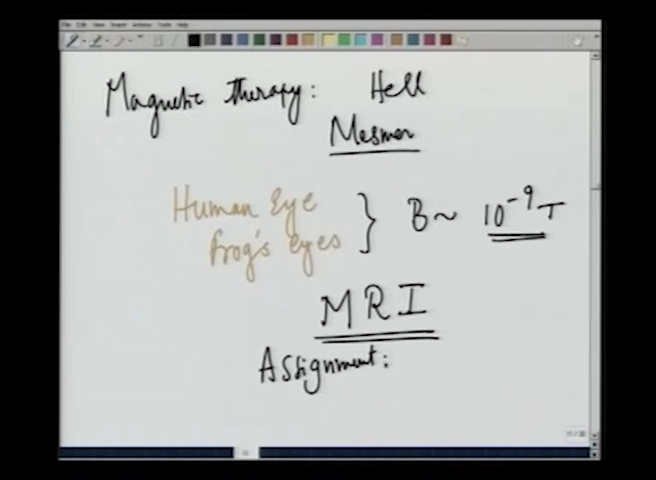 Magnetic therapy: Hell
Mesmer
Human Eye
Frog's eyes } B ~ 10⁻⁹ T
MRI
Assignment: